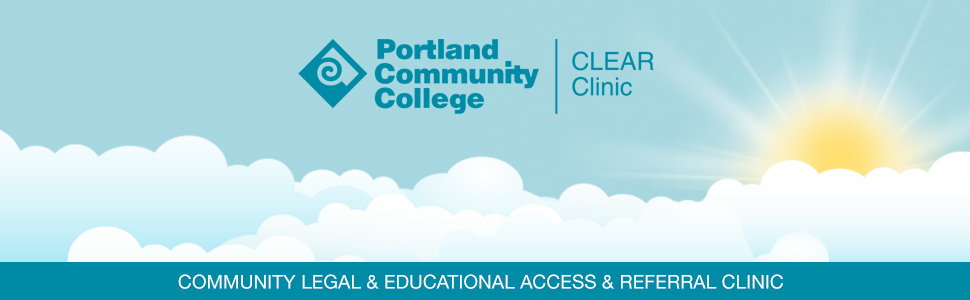 Portland
Community
College
CLEAR
Clinic
COMMUNITY LEGAL & EDUCATIONAL ACCESS & REFERRAL CLINIC